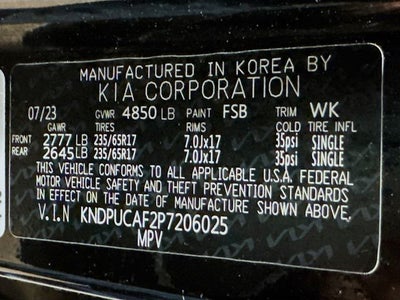 MANUFACTURED IN KOREA BY
KIA CORPORATION
07/23 GVWR 4850 LB PAINT FSB TRIM WK
GAWR TIRES RIMS COLD TIRE INFL
FRONT 2777 LB 235/65R17 7.0Jx17 35psi SINGLE
REAR 2645 LB 235/65R17 7.0Jx17 35psi SINGLE
THIS VEHICLE CONFORMS TO ALL APPLICABLE U.S.A. FEDERAL
MOTOR VEHICLE SAFETY AND THEFT PREVENTION STANDARDS
IN EFFECT ON THE DATE OF MANUFACTURE SHOWN ABOVE.
V.I.N KNDPUCAF2P7206025
MPV